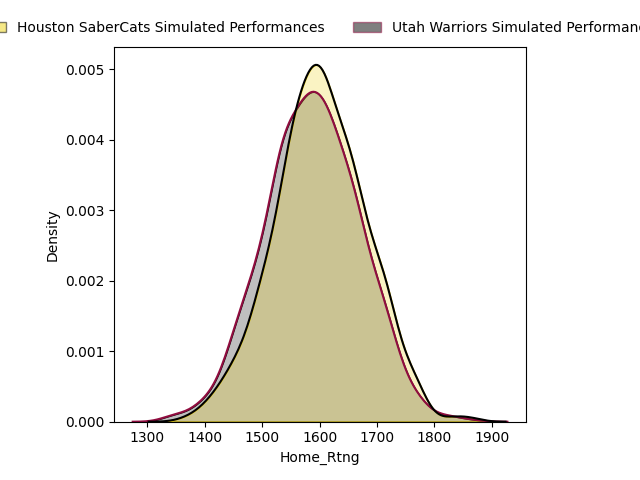 Houston SaberCats Simulated Performances
Utah Warriors Simulated
0.005
0.004
0.003
0.002
0.001
0.000
Density
1300 1400 1500 1600 1700 1800 1900
Home_Rtng